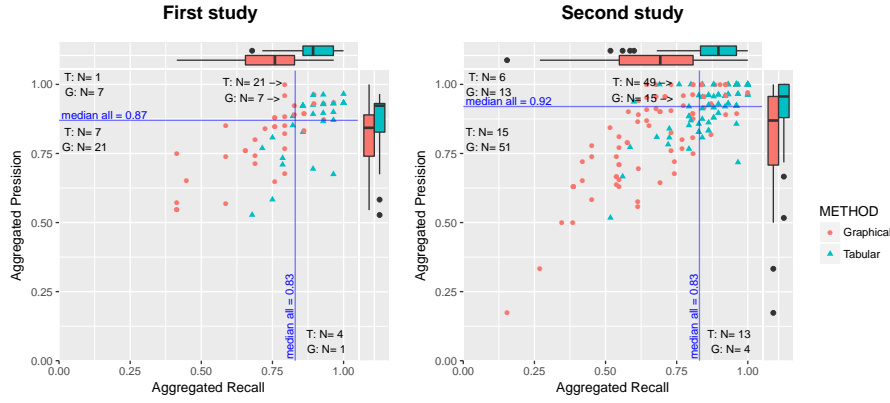 First study
Second study
T: N= 1
G: N= 7
T: N= 21 -->
G: N= 7 -->
median all = 0.87
T: N= 7
G: N= 21
median all = 0.83
T: N= 4
G: N= 1
1.00
0.75
0.50
0.25
0.00
Aggregated Presision
0.00
0.25
0.50
0.75
1.00
Aggregated Recall
T: N= 6
G: N= 13
T: N= 49 -->
G: N= 15 -->
median all = 0.92
T: N= 15
G: N= 51
median all = 0.83
T: N= 13
G: N= 4
1.00
0.75
0.50
0.25
0.00
Aggregated Presision
0.00
0.25
0.50
0.75
1.00
Aggregated Recall
METHOD
Graphical
Tabular